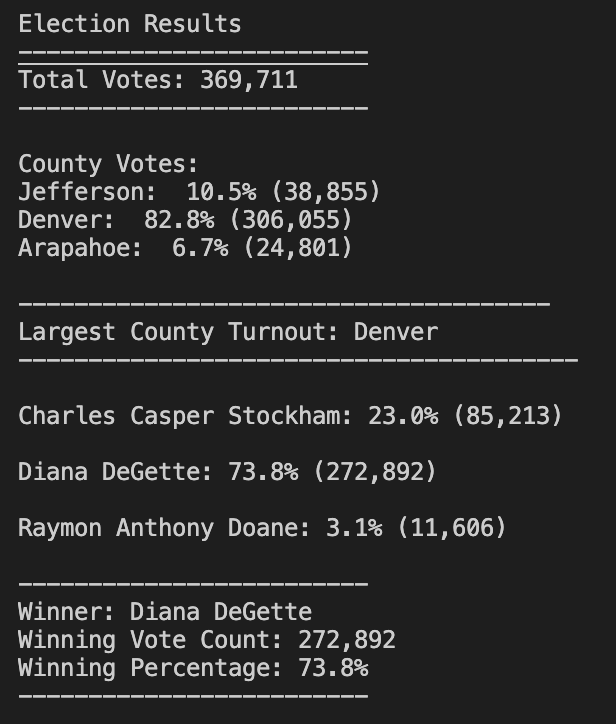 Election Results
-------------------------
Total Votes: 369,711
-------------------------
County Votes:
Jefferson:  10.5% (38,855)
Denver:  82.8% (306,055)
Arapahoe:  6.7% (24,801)
--------------------------------------
Largest County Turnout: Denver
----------------------------------------
Charles Casper Stockham: 23.0% (85,213)
Diana DeGette: 73.8% (272,892)
Raymon Anthony Doane: 3.1% (11,606)
-------------------------
Winner: Diana DeGette
Winning Vote Count: 272,892
Winning Percentage: 73.8%
-------------------------